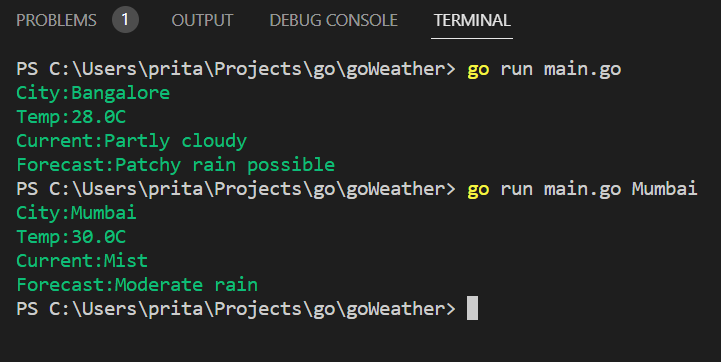 PROBLEMS 1 OUTPUT DEBUG CONSOLE TERMINAL
PS C:\Users\prita\Projects\go\goWeather> go run main.go
City:Bangalore
Temp:28.0C
Current:Partly cloudy
Forecast:Patchy rain possible
PS C:\Users\prita\Projects\go\goWeather> go run main.go Mumbai
City:Mumbai
Temp:30.0C
Current:Mist
Forecast:Moderate rain
PS C:\Users\prita\Projects\go\goWeather>